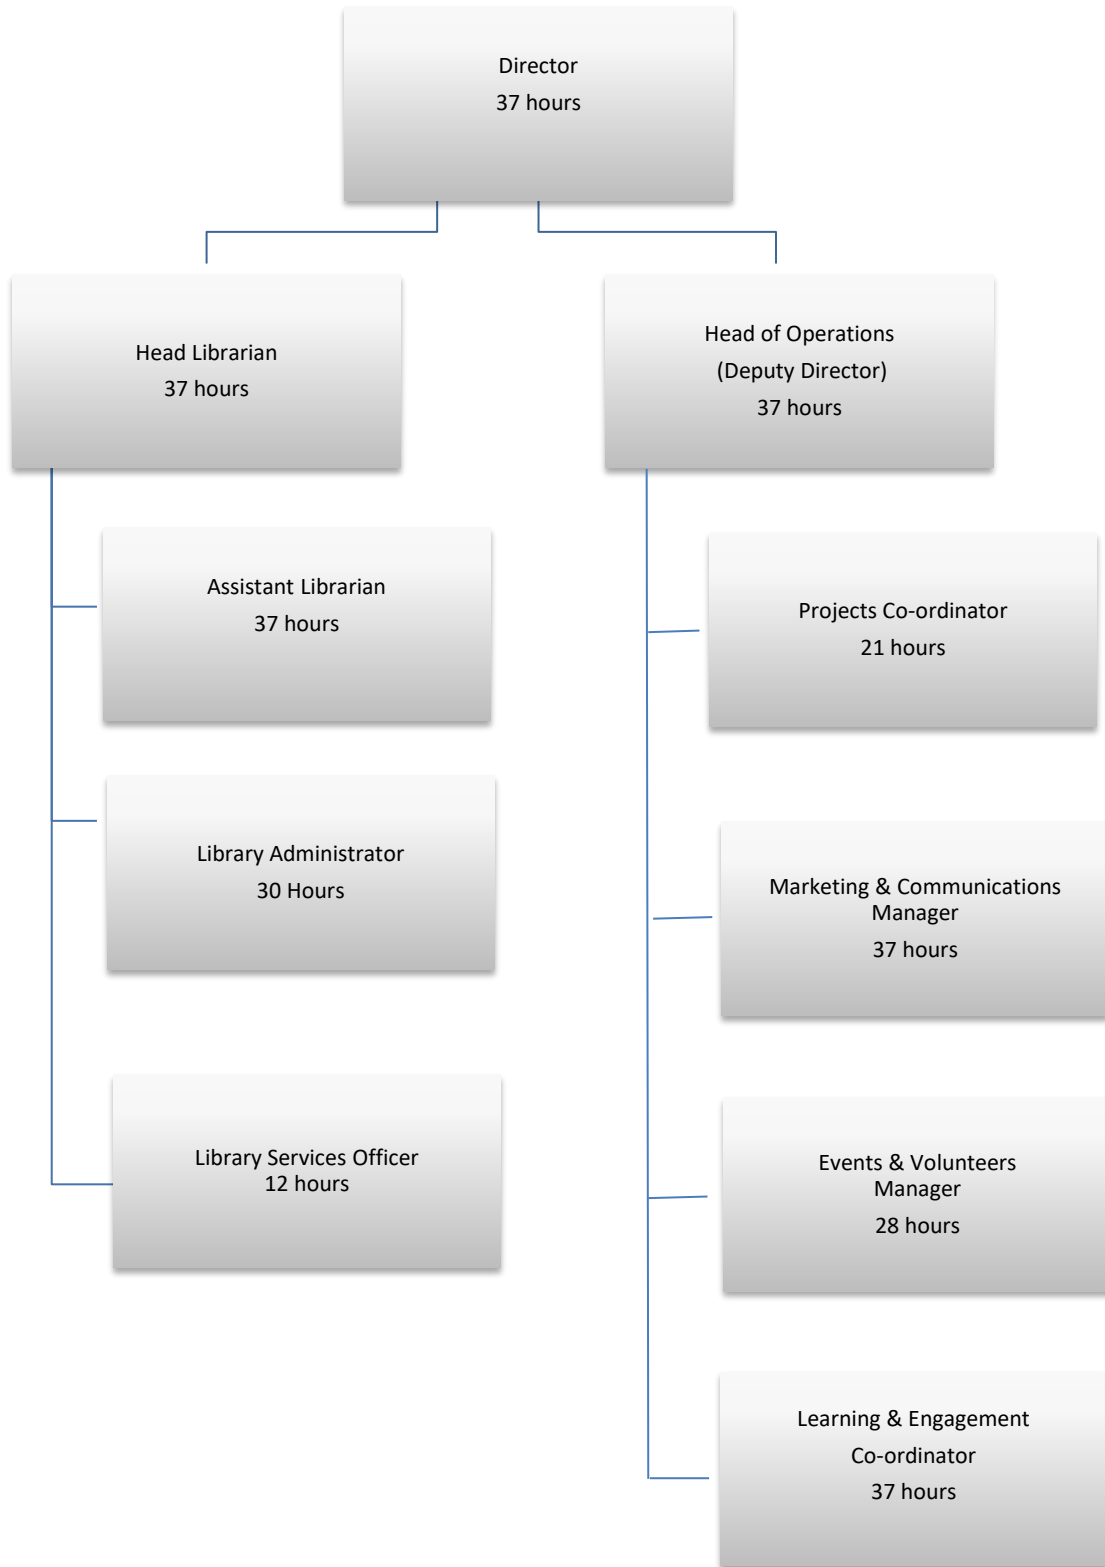 Director
37 hours
Head Librarian
37 hours
Head of Operations
(Deputy Director)
37 hours
Assistant Librarian
37 hours
Projects Co-ordinator
21 hours
Library Administrator
30 Hours
Marketing & Communications
Manager
37 hours
Library Services Officer
12 hours
Events & Volunteers
Manager
28 hours
Learning & Engagement
Co-ordinator
37 hours